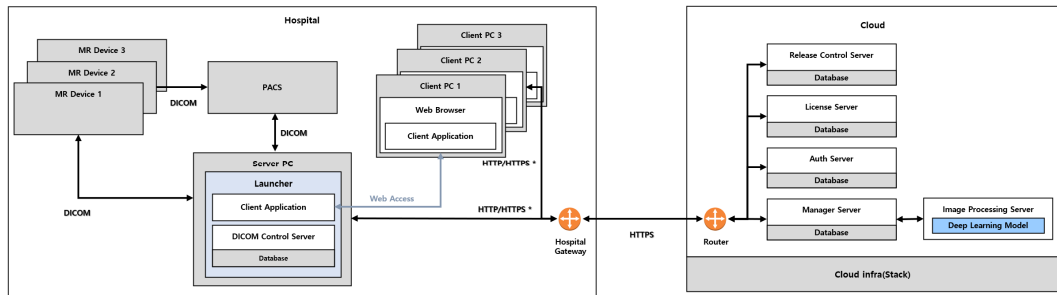 Hospital
MR Device 3
MR Device 2
MR Device 1
DICOM
PACS
DICOM
DICOM
Client PC 3
Client PC 2
Client PC 1
Web Browser
Client Application
HTTP/HTTPS *
Server PC
Launcher
Client Application
Web Access
HTTP/HTTPS *
DICOM Control Server
Database
Hospital
Gateway
HTTPS
Cloud
Release Control Server
Database
License Server
Database
Auth Server
Database
Manager Server
Database
Router
Image Processing Server
Deep Learning Model
Cloud infra(Stack)